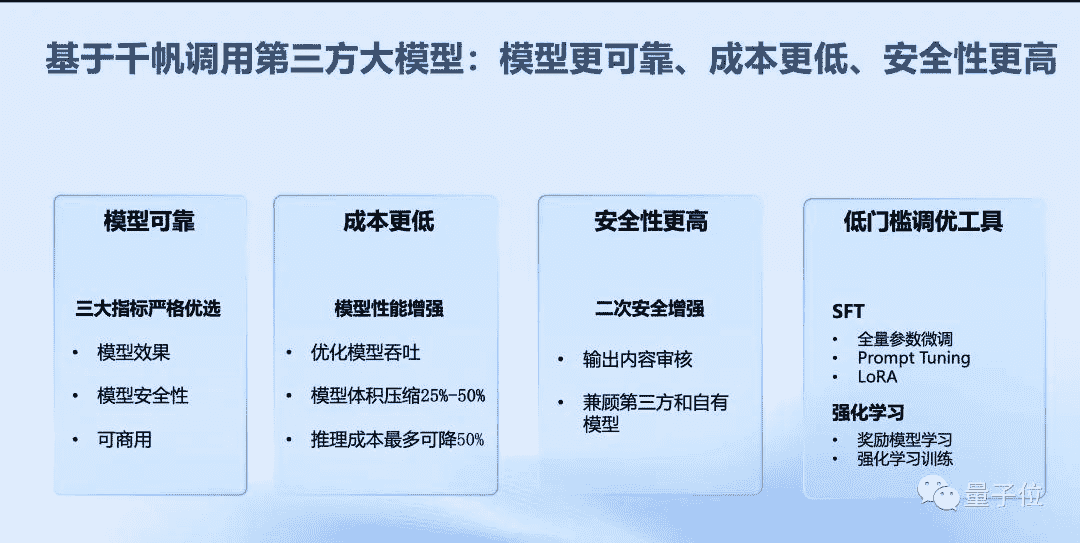 基于千帆调用第三方大模型：模型更可靠、成本更低、安全性更高
模型可靠
三大指标严格优选
• 模型效果
• 模型安全性
• 可商用
成本更低
模型性能增强
• 优化模型吞吐
• 模型体积压缩25%-50%
• 推理成本最多可降50%
安全性更高
二次安全增强
• 输出内容审核
• 兼顾第三方和自有
模型
低门槛调优工具
SFT
• 全量参数微调
• Prompt Tuning
• LoRA
强化学习
• 奖励模型学习
• 强化学习训练
量子位